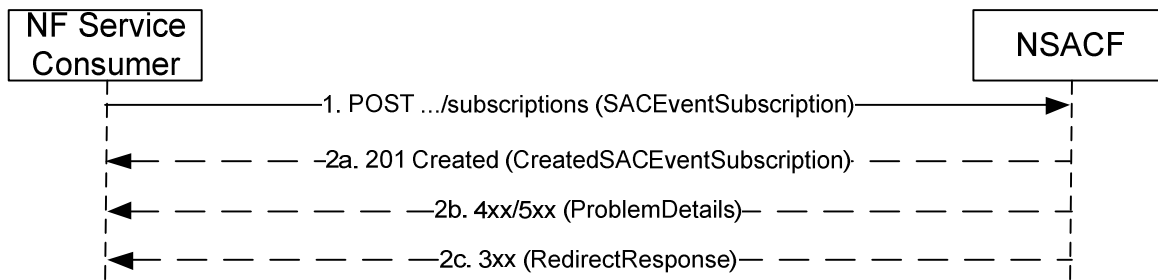 NF Service
Consumer
NSACF
1. POST .../subscriptions (SACEventSubscription)
2a. 201 Created (CreatedSACEventSubscription)
2b. 4xx/5xx (ProblemDetails)
2c. 3xx (RedirectResponse)